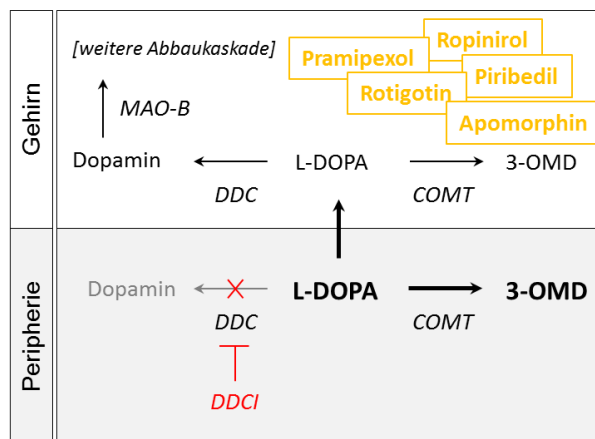 Gehirn
[weitere Abbaukaskade]
Ropinirol
Pramipexol
Piribedil
Rotigotin
Apomorphin
MAO-B
Dopamin
L-DOPA
3-OMD
DDC
COMT
Peripherie
Dopamin
L-DOPA
3-OMD
DDC
COMT
DDCI